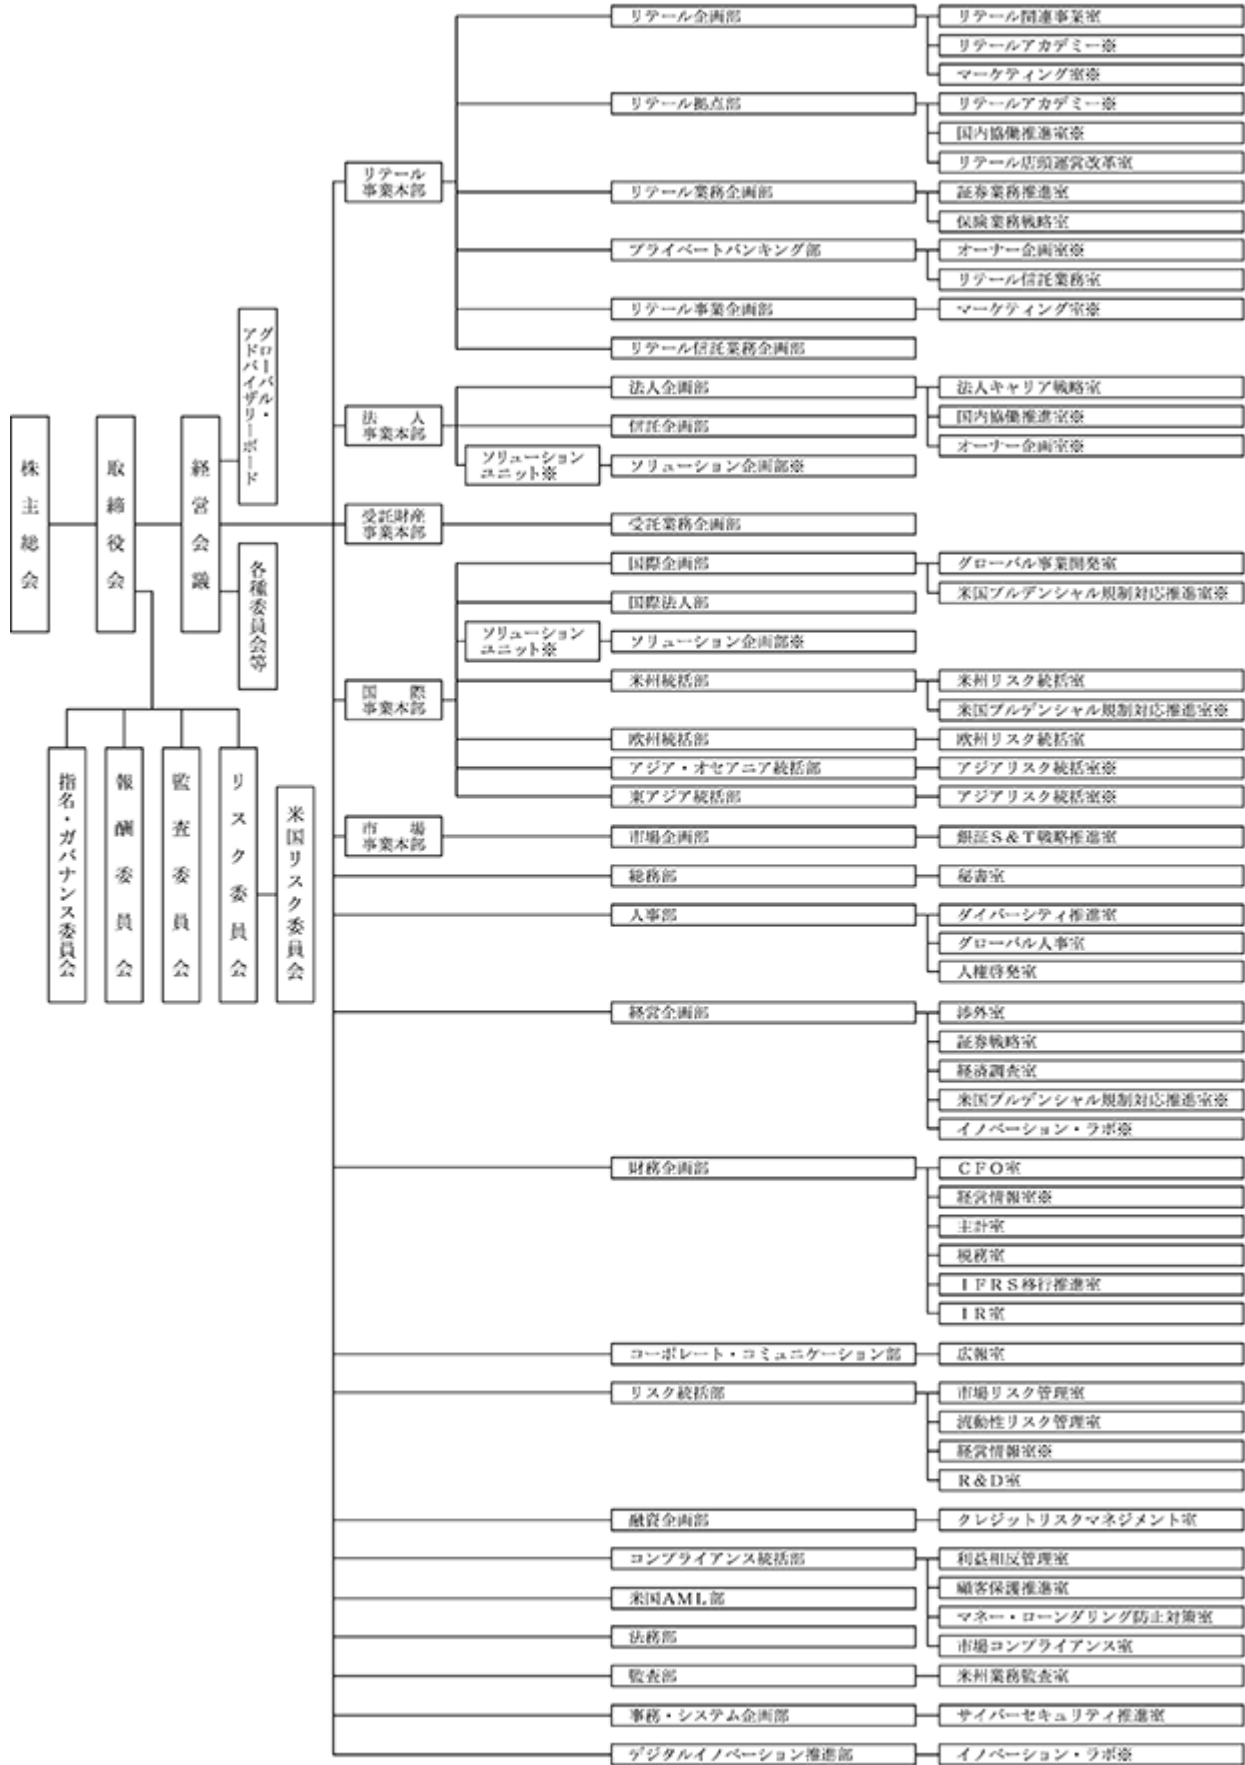 株主総会
取締役会
経営会議
グローバル・
アドバイザリーボード
各種委員会等
指名・ガバナンス委員会
報酬委員会
監査委員会
リスク委員会
米国リスク委員会
リテール
事業本部
リテール企画部
リテール関連事業室
リテールアカデミー※
マーケティング室※
リテール拠点部
リテールアカデミー※
国内協働推進室※
リテール店頭運営改革室
リテール業務企画部
証券業務推進室
保険業務戦略室
プライベートバンキング部
オーナー企画室※
リテール信託業務室
リテール事業企画部
マーケティング室※
リテール信託業務企画部
法人
事業本部
法人企画部
法人キャリア戦略室
国内協働推進室※
オーナー企画室※
信託企画部
ソリューション
ユニット※
ソリューション企画部※
受託財産
事業本部
受託業務企画部
国際
事業本部
国際企画部
グローバル事業開発室
米国プルデンシャル規制対応推進室※
国際法人部
ソリューション
ユニット※
ソリューション企画部※
米州統括部
米州リスク統括室
米国プルデンシャル規制対応推進室※
欧州統括部
欧州リスク統括室
アジア・オセアニア統括部
アジアリスク統括室※
東アジア統括部
アジアリスク統括室※
市場
事業本部
市場企画部
銀証S&T戦略推進室
総務部
秘書室
人事部
ダイバーシティ推進室
グローバル人事室
人権啓発室
経営企画部
渉外室
証券戦略室
経済調査室
米国プルデンシャル規制対応推進室※
イノベーション・ラボ※
財務企画部
CFO室
経営情報室※
主計室
税務室
IFRS移行推進室
IR室
コーポレート・コミュニケーション部
広報室
リスク統括部
市場リスク管理室
流動性リスク管理室
経営情報室※
R&D室
融資企画部
クレジットリスクマネジメント室
コンプライアンス統括部
利益相反管理室
顧客保護推進室
マネー・ローンダリング防止対策室
市場コンプライアンス室
米国AML部
法務部
監査部
米州業務監査室
事務・システム企画部
サイバーセキュリティ推進室
デジタルイノベーション推進部
イノベーション・ラボ※